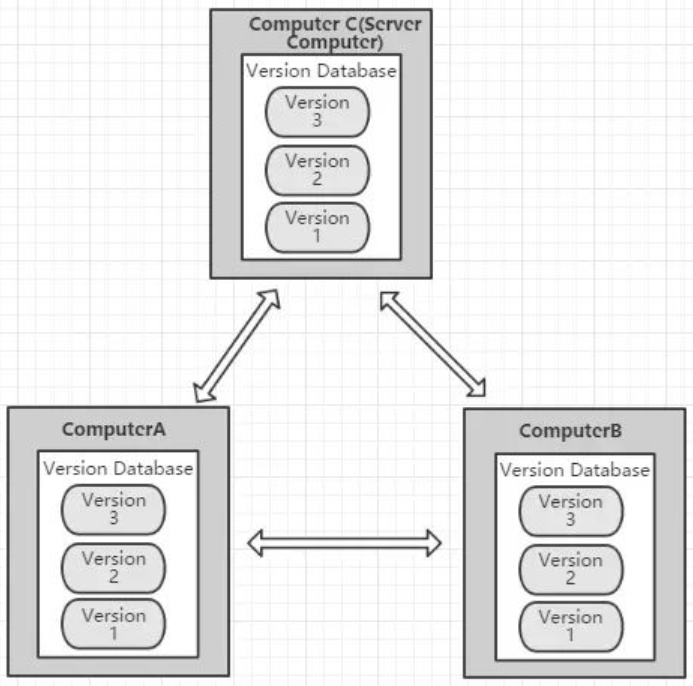 Computer C(Server
Computer)
Version Database
Version
3
Version
2
Version
1
ComputerA
Version Database
Version
3
Version
2
Version
1
ComputerB
Version Database
Version
3
Version
2
Version
1